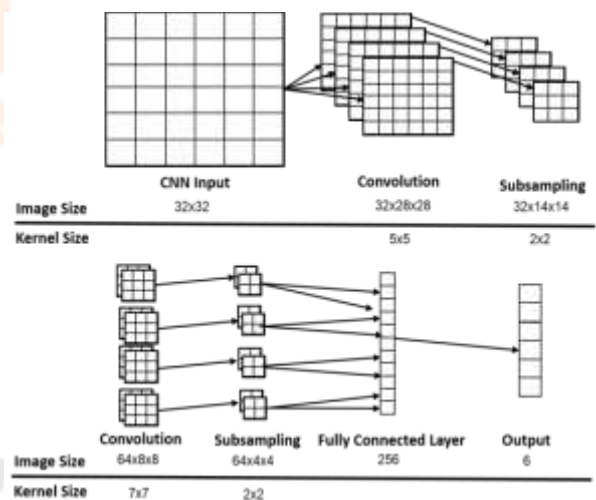 CNN Input Convolution Subsampling
Image Size 32x32 32x28x28 32x14x14
Kernel Size 5x5 2x2
Convolution Subsampling Fully Connected Layer Output
Image Size 64x8x8 64x4x4 256 6
Kernel Size 7x7 2x2